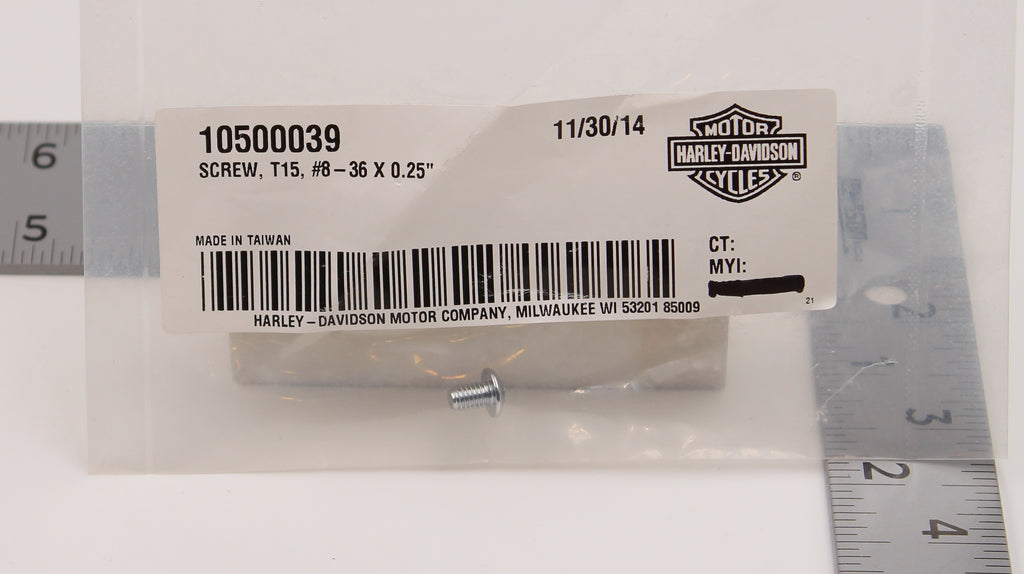 10500039
11/30/14
SCREW, T15, #8-36 X 0.25"
MOTOR
HARLEY-DAVIDSON
CYCLES
®
MADE IN TAIWAN
CT:
MYI:
21
HARLEY-DAVIDSON MOTOR COMPANY, MILWAUKEE WI 53201 85009
6
5
2
1
3
2
4